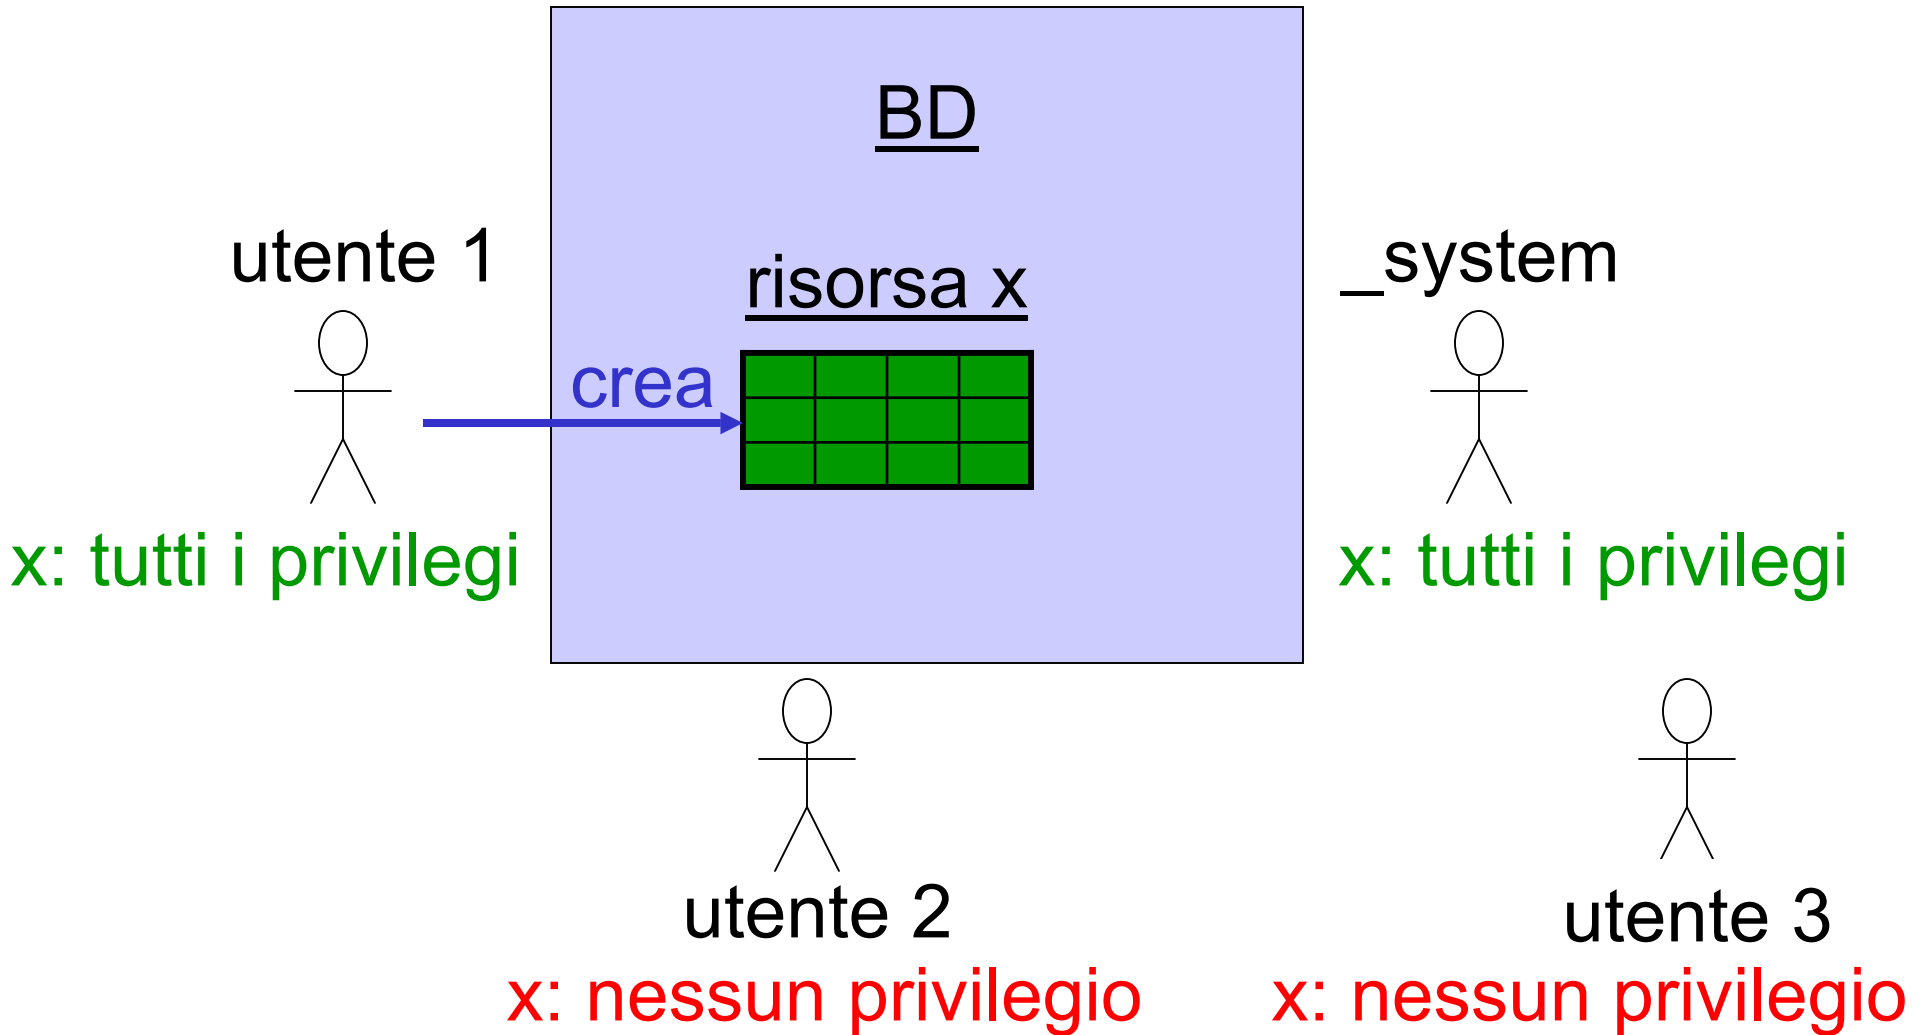 BD
utente 1
_system
risorsa x
crea
x: tutti i privilegi
x: tutti i privilegi
utente 2
utente 3
x: nessun privilegio
x: nessun privilegio